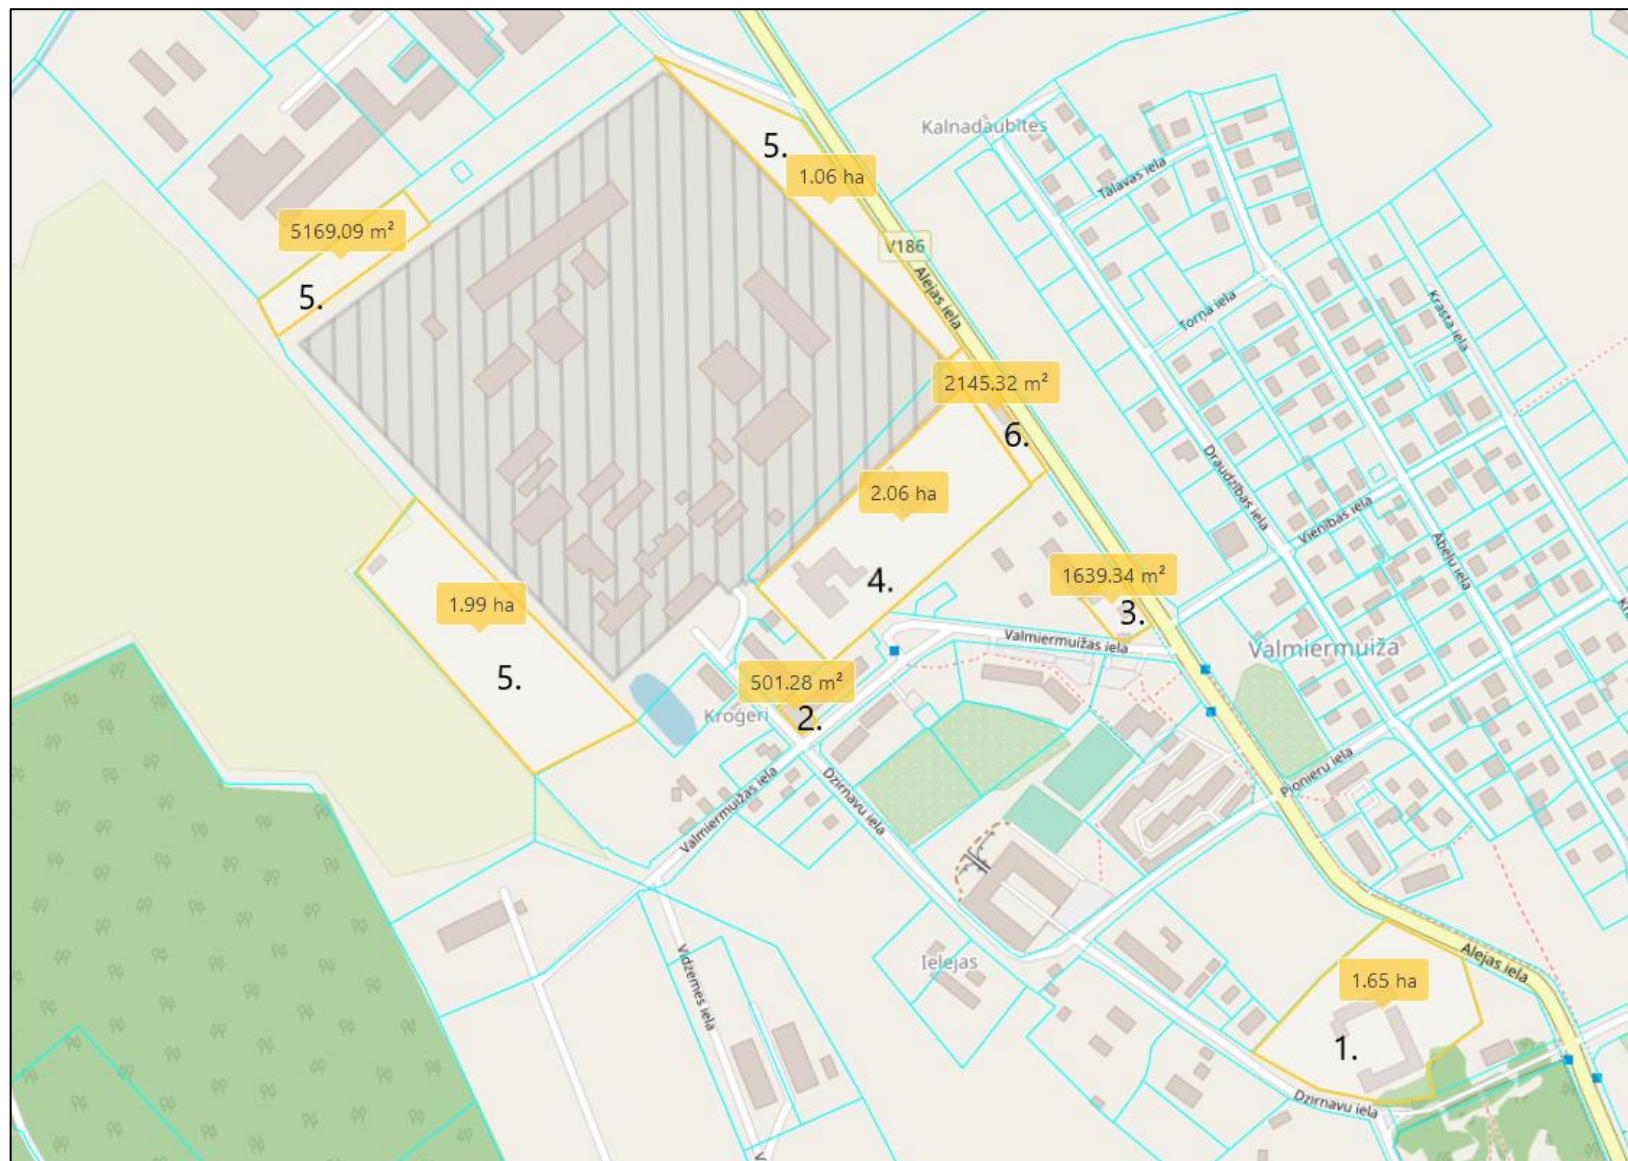 Kalnadaubītes
5.
Tālavas iela
1.06 ha
5169.09 m²
V186
5.
Alejas iela
Torņa iela
Krasta iela
2145.32 m²
6.
Draudzības iela
2.06 ha
Vienības iela
Ābeļu iela
1639.34 m²
4.
1.99 ha
3.
Valmiermuižas iela
Valmiermuiža
5.
501.28 m²
Kroģeri
2.
Pionieru iela
Dzirnavu iela
Valmiermuižas iela
Ielejas
Alejas iela
Vidzemes iela
1.65 ha
1.
Dzirnavu iela